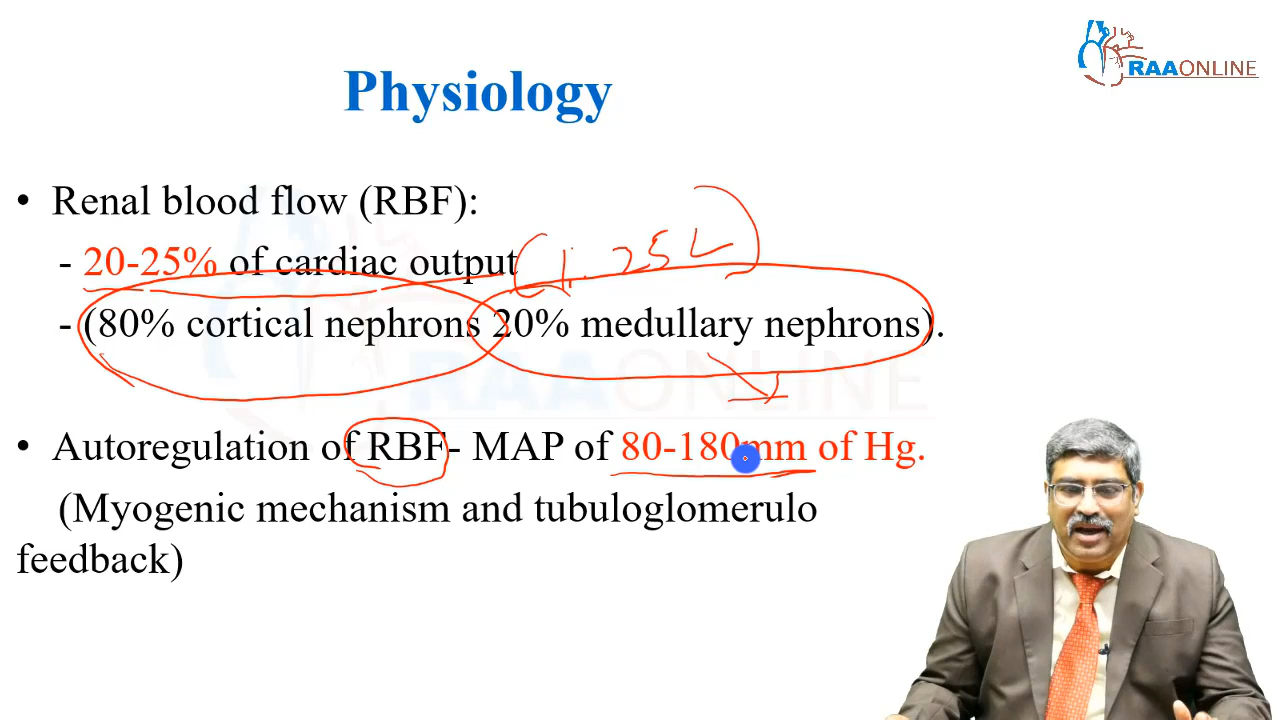 RAAONLINE
Physiology
• Renal blood flow (RBF):
- 20-25% of cardiac output (1.25L)
- (80% cortical nephrons 20% medullary nephrons).
RAAONLINE
• Autoregulation of RBF- MAP of 80-180mm of Hg.
(Myogenic mechanism and tubuloglomerulo
feedback)